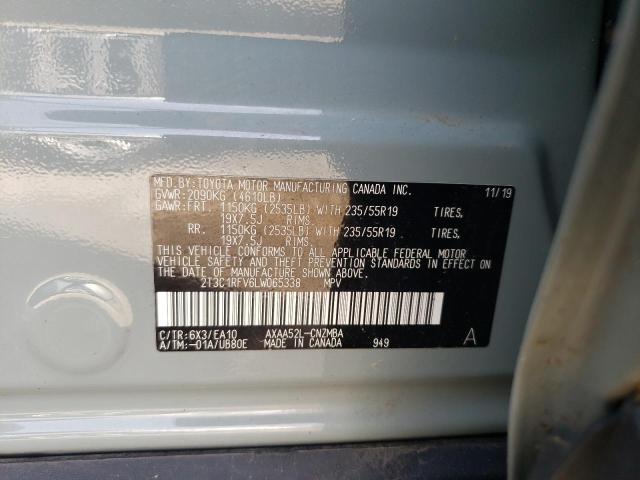 MFD.BY:TOYOTA MOTOR MANUFACTURING CANADA INC. 11/19
GVWR:2090KG (4610LB)
GAWR:FRT. 1150KG (2535LB) WITH 235/55R19 TIRES,
19X7.5J RIMS
RR. 1150KG (2535LB) WITH 235/55R19 TIRES,
19X7.5J RIMS.
THIS VEHICLE CONFORMS TO ALL APPLICABLE FEDERAL MOTOR
VEHICLE SAFETY AND THEFT PREVENTION STANDARDS IN EFFECT
ON THE DATE OF MANUFACTURE SHOWN ABOVE.
2T3C1RFV6LW065338 MPV
C/TR:6X3/EA10 AXAA52L-CNZMBA
A/TM:-01A/UB80E MADE IN CANADA 949 A